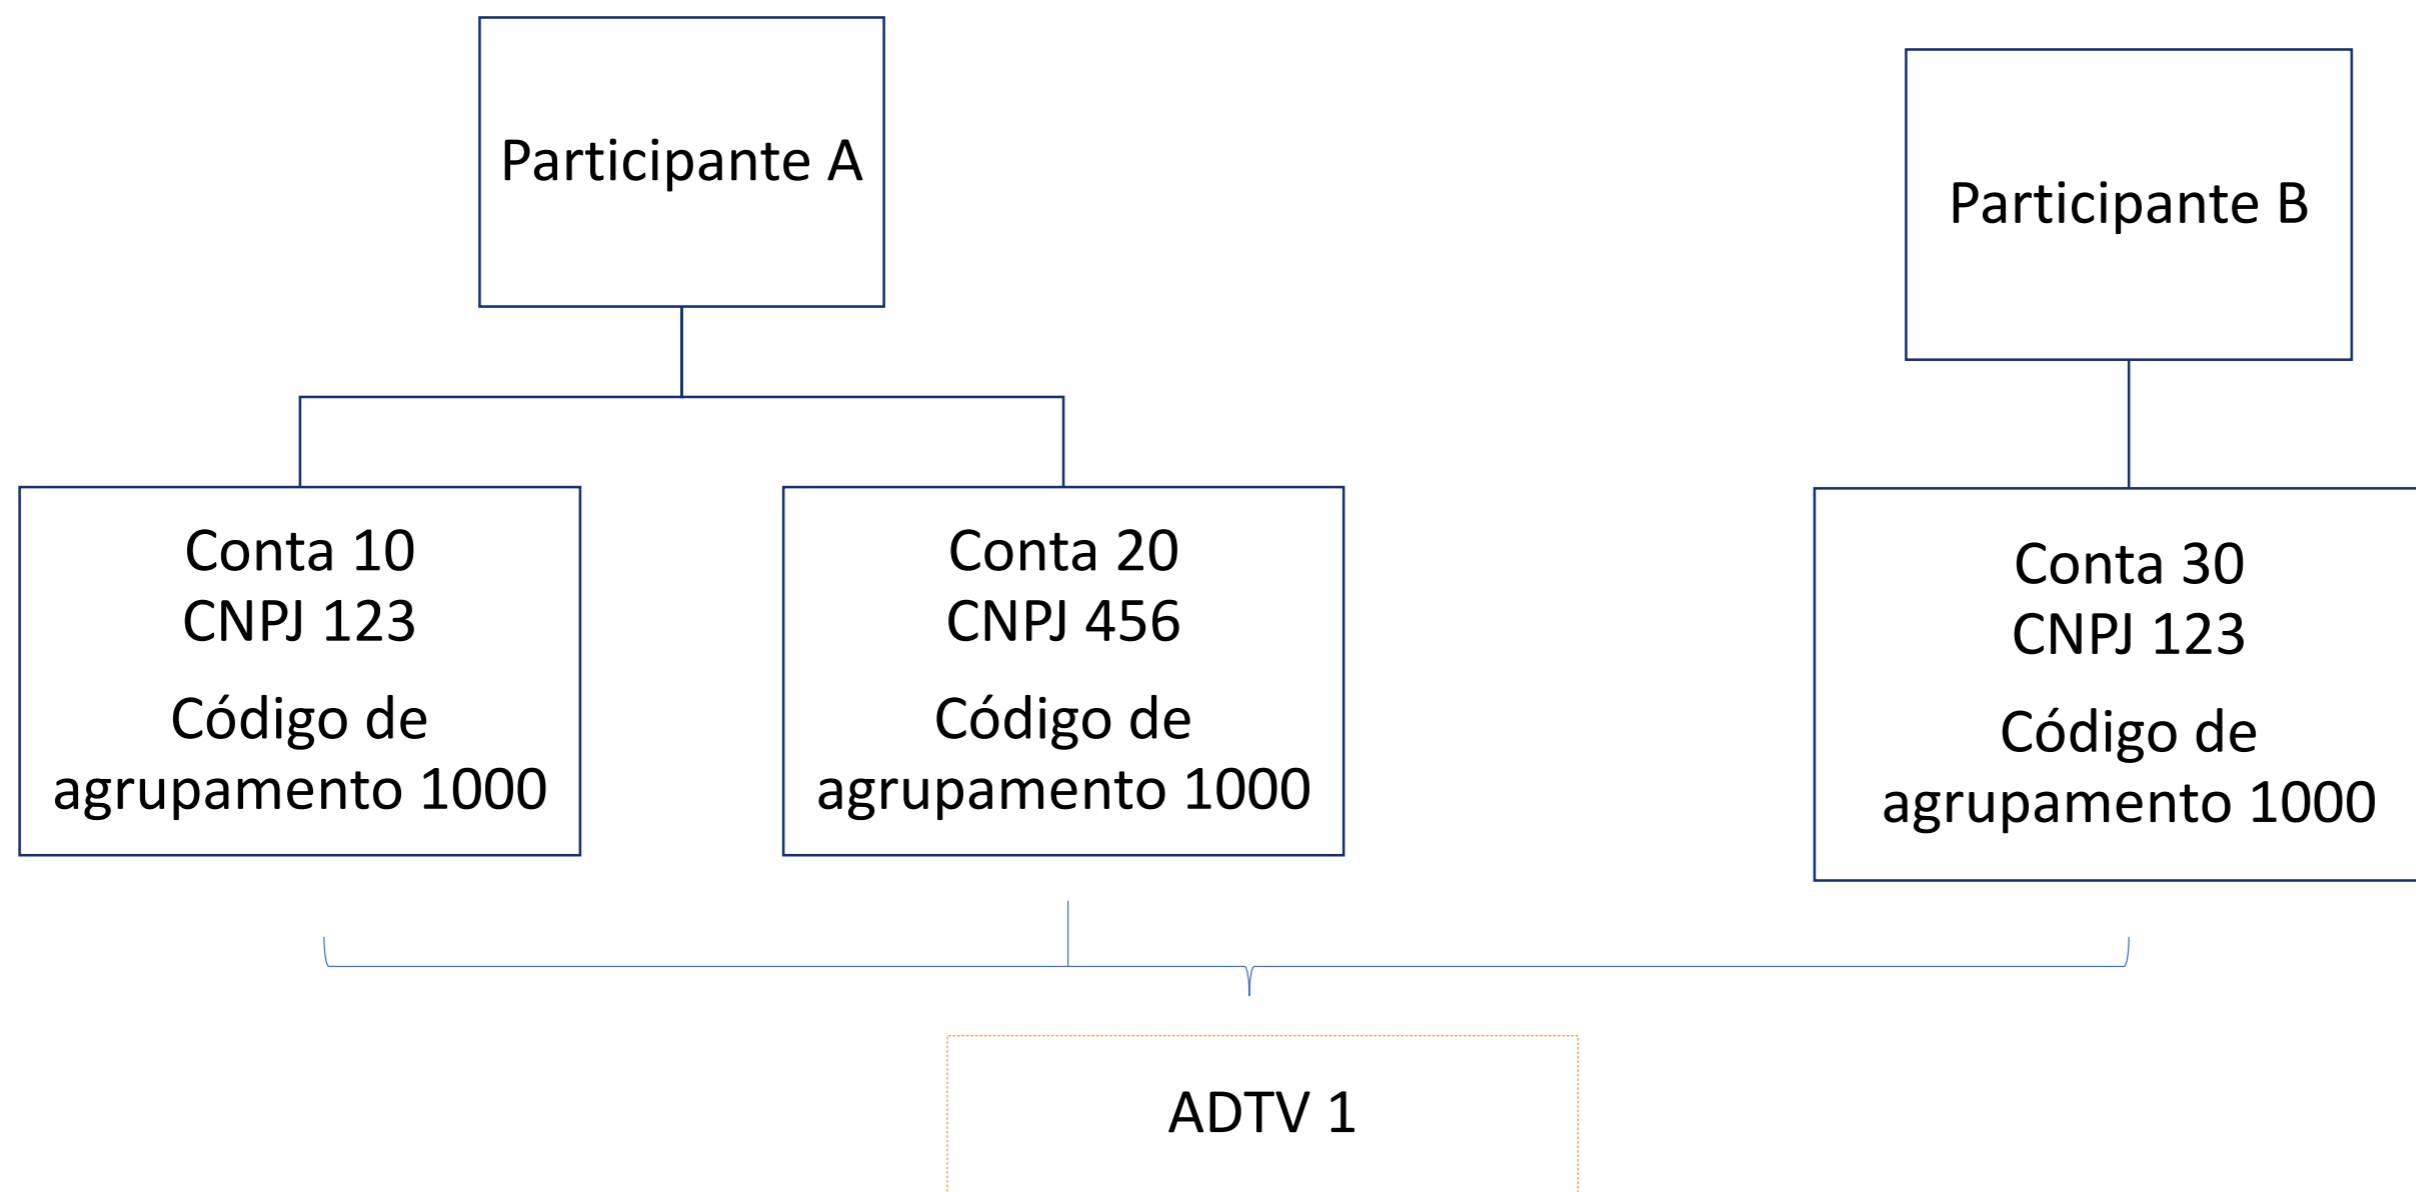 Participante A
Participante B
Conta 10
CNPJ 123
Código de
agrupamento 1000
Conta 20
CNPJ 456
Código de
agrupamento 1000
Conta 30
CNPJ 123
Código de
agrupamento 1000
ADTV 1